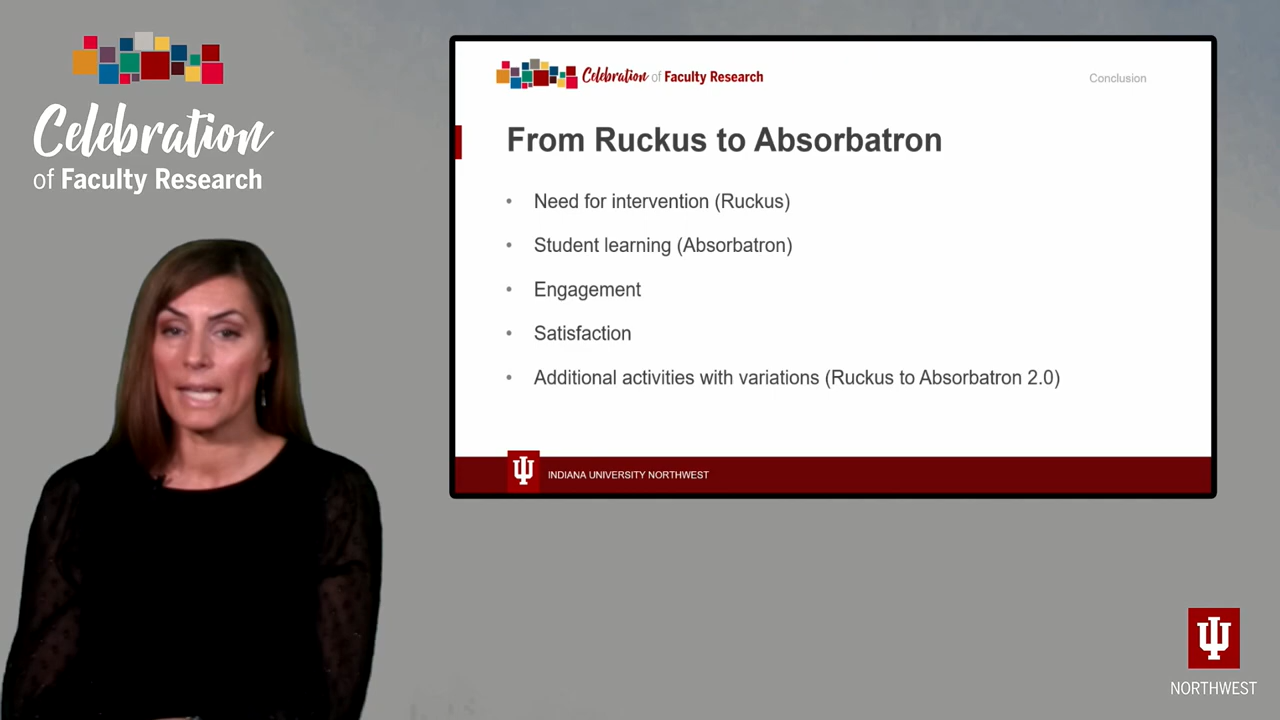 Celebration
of Faculty Research
Celebration of Faculty Research
Conclusion
From Ruckus to Absorbatron
• Need for intervention (Ruckus)
• Student learning (Absorbatron)
• Engagement
• Satisfaction
• Additional activities with variations (Ruckus to Absorbatron 2.0)
INDIANA UNIVERSITY NORTHWEST
NORTHWEST